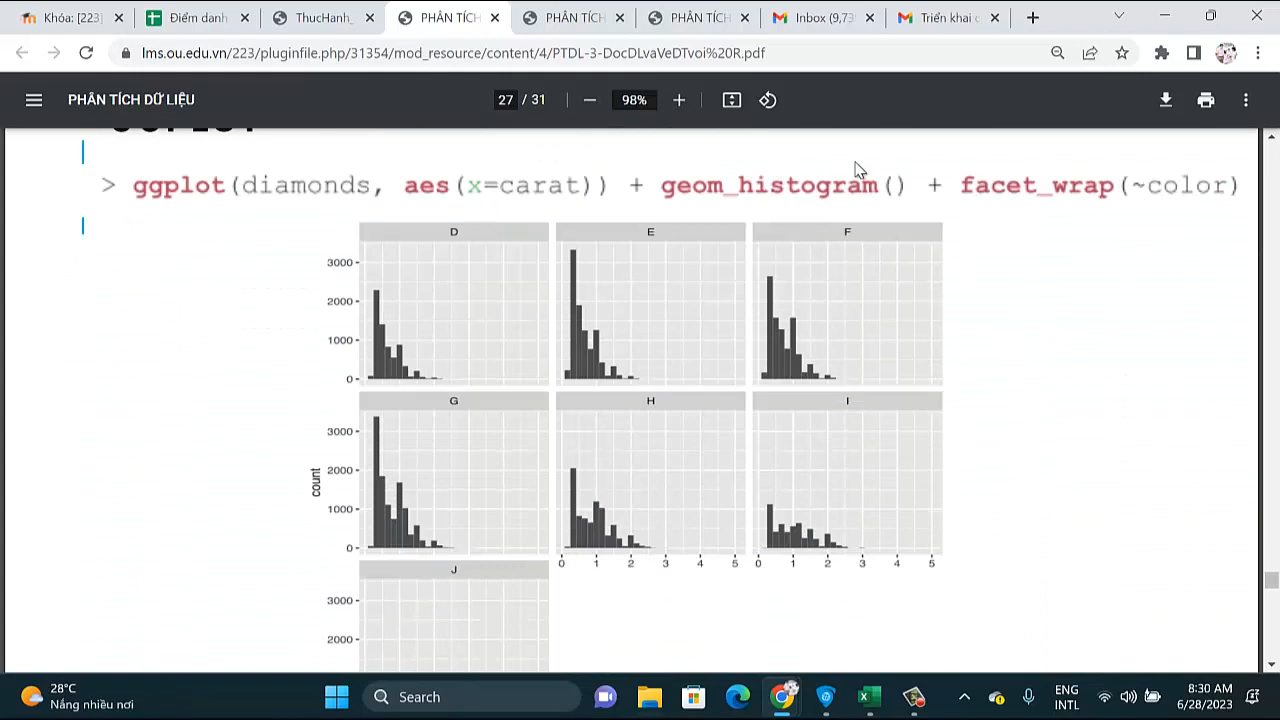 Khóa: [223]
Điểm danh
ThucHanh_
PHÂN TÍCH
PHÂN TÍCH
PHÂN TÍCH
Inbox (9,73
Triển khai c
lms.ou.edu.vn/223/pluginfile.php/31354/mod_resource/content/4/PTDL-3-DocDLvaVeDTvoi%20R.pdf
PHÂN TÍCH DỮ LIỆU
27 / 31
98%
> ggplot(diamonds, aes(x=carat)) + geom_histogram() + facet_wrap(~color)
D
E
F
3000
2000
1000
0
G
H
I
3000
2000
1000
0
count
0 1 2 3 4 5
0 1 2 3 4 5
J
3000
2000
28°C
Nắng nhiều nơi
Search
ENG
INTL
8:30 AM
6/28/2023